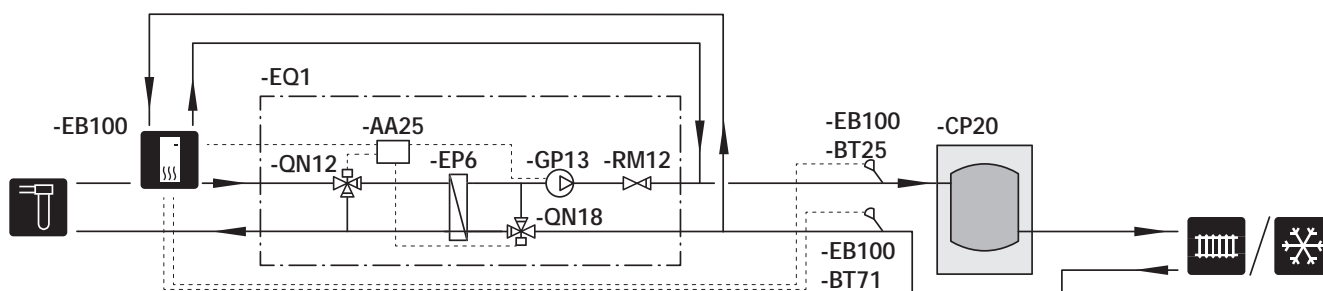 -EQ1
-EB100
-AA25
-QN12
-EP6
-GP13
-RM12
-QN18
-EB100
-BT25
-CP20
-EB100
-BT71